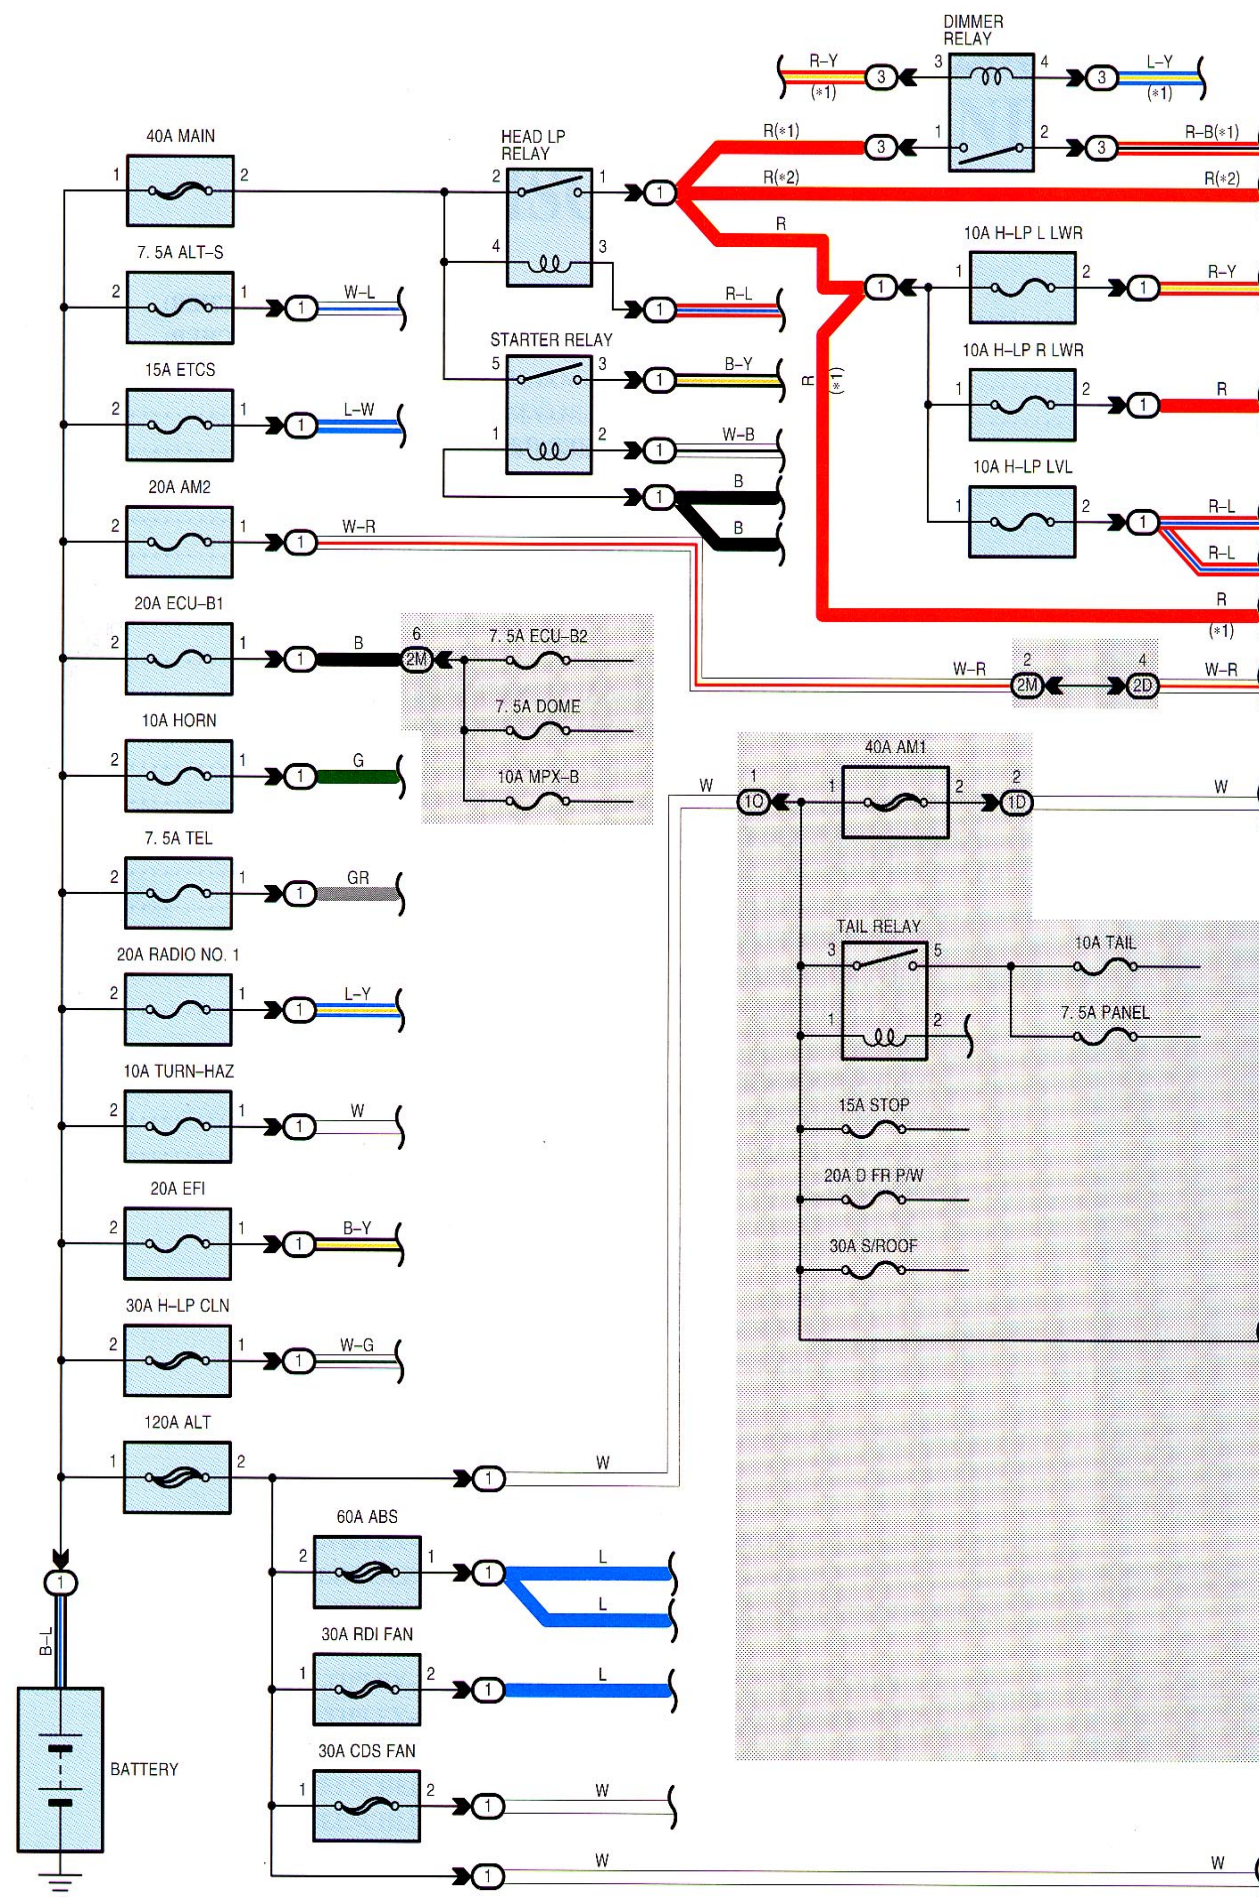 DIMMER
RELAY
R-Y
(*1)
3
3
4
3
L-Y
(*1)
R(*1)
3
1
2
3
R-B(*1)
40A MAIN
1
2
HEAD LP
RELAY
2
1
1
R(*2)
R(*2)
4
3
R
7. 5A ALT-S
2
1
1
W-L
1
R-L
1
10A H-LP L LWR
1
2
1
R-Y
STARTER RELAY
5
3
1
B-Y
15A ETCS
2
1
1
L-W
R
(*1)
10A H-LP R LWR
1
2
1
R
1
2
1
W-B
1
B
B
20A AM2
2
1
1
W-R
10A H-LP LVL
1
2
1
R-L
R-L
R
(*1)
20A ECU-B1
2
1
1
B
6
2M
7. 5A ECU-B2
7. 5A DOME
10A MPX-B
W-R
2
2M
4
2D
W-R
10A HORN
2
1
1
G
W
1
1O
40A AM1
1
2
2
1D
W
7. 5A TEL
2
1
1
GR
TAIL RELAY
3
5
10A TAIL
1
2
7. 5A PANEL
20A RADIO NO. 1
2
1
1
L-Y
10A TURN-HAZ
2
1
1
W
15A STOP
20A D FR P/W
30A S/ROOF
20A EFI
2
1
1
B-Y
30A H-LP CLN
2
1
1
W-G
120A ALT
1
2
1
W
60A ABS
2
1
1
L
L
1
B-L
30A RDI FAN
1
2
1
L
BATTERY
30A CDS FAN
1
2
1
W
1
W
W